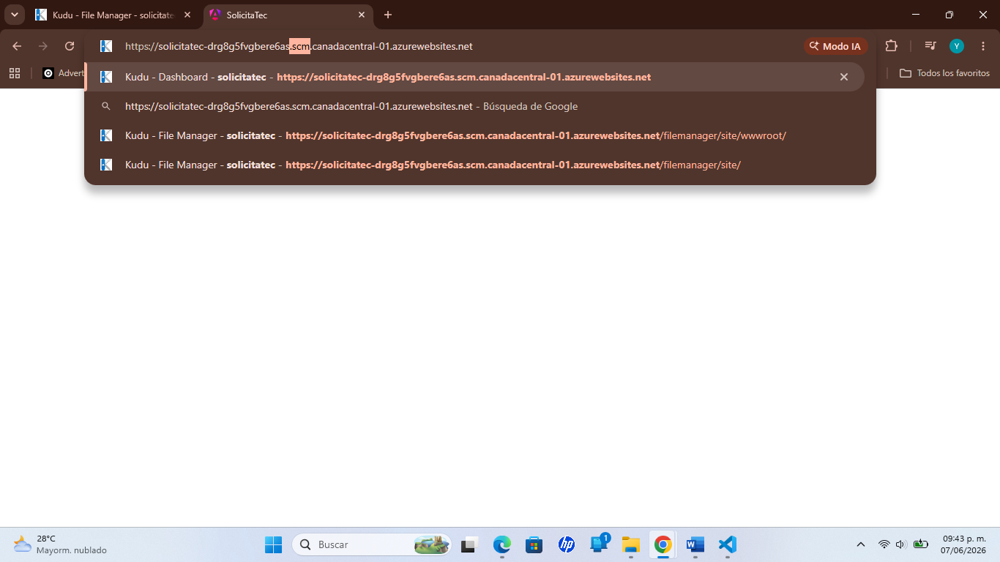 Kudu - File Manager - solicitate
SolicitaTec
https://solicitatec-drg8g5fvgbere6as.scm.canadacentral-01.azurewebsites.net
Modo IA
Y
Advert
Todos los favoritos
Kudu - Dashboard - solicitatec - https://solicitatec-drg8g5fvgbere6as.scm.canadacentral-01.azurewebsites.net
https://solicitatec-drg8g5fvgbere6as.scm.canadacentral-01.azurewebsites.net - Búsqueda de Google
Kudu - File Manager - solicitatec - https://solicitatec-drg8g5fvgbere6as.scm.canadacentral-01.azurewebsites.net/filemanager/site/wwwroot/
Kudu - File Manager - solicitatec - https://solicitatec-drg8g5fvgbere6as.scm.canadacentral-01.azurewebsites.net/filemanager/site/
28°C
Mayorm. nublado
Buscar
hp
1
W
09:43 p. m.
07/06/2026